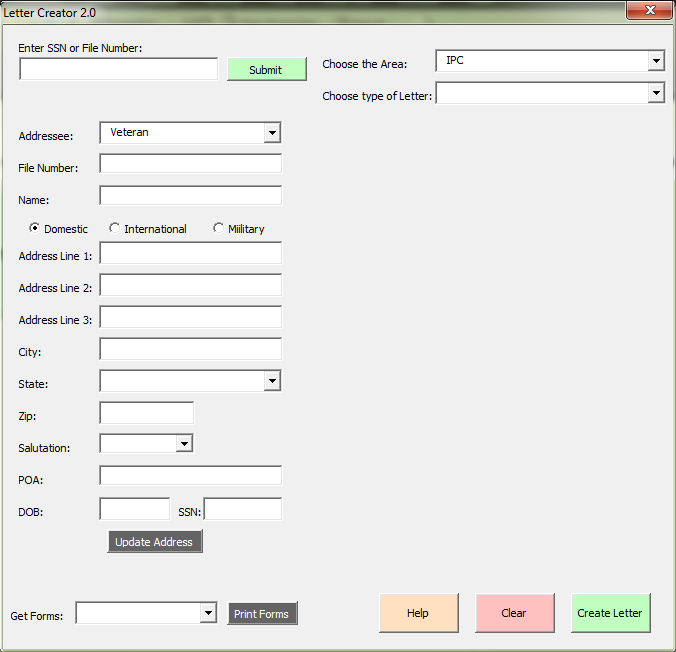 Letter Creator 2.0
Enter SSN or File Number:
Submit
Choose the Area: IPC
Choose type of Letter:
Addressee: Veteran
File Number:
Name:
Domestic International Military
Address Line 1:
Address Line 2:
Address Line 3:
City:
State:
Zip:
Salutation:
POA:
DOB: SSN:
Update Address
Get Forms: Print Forms Help Clear Create Letter